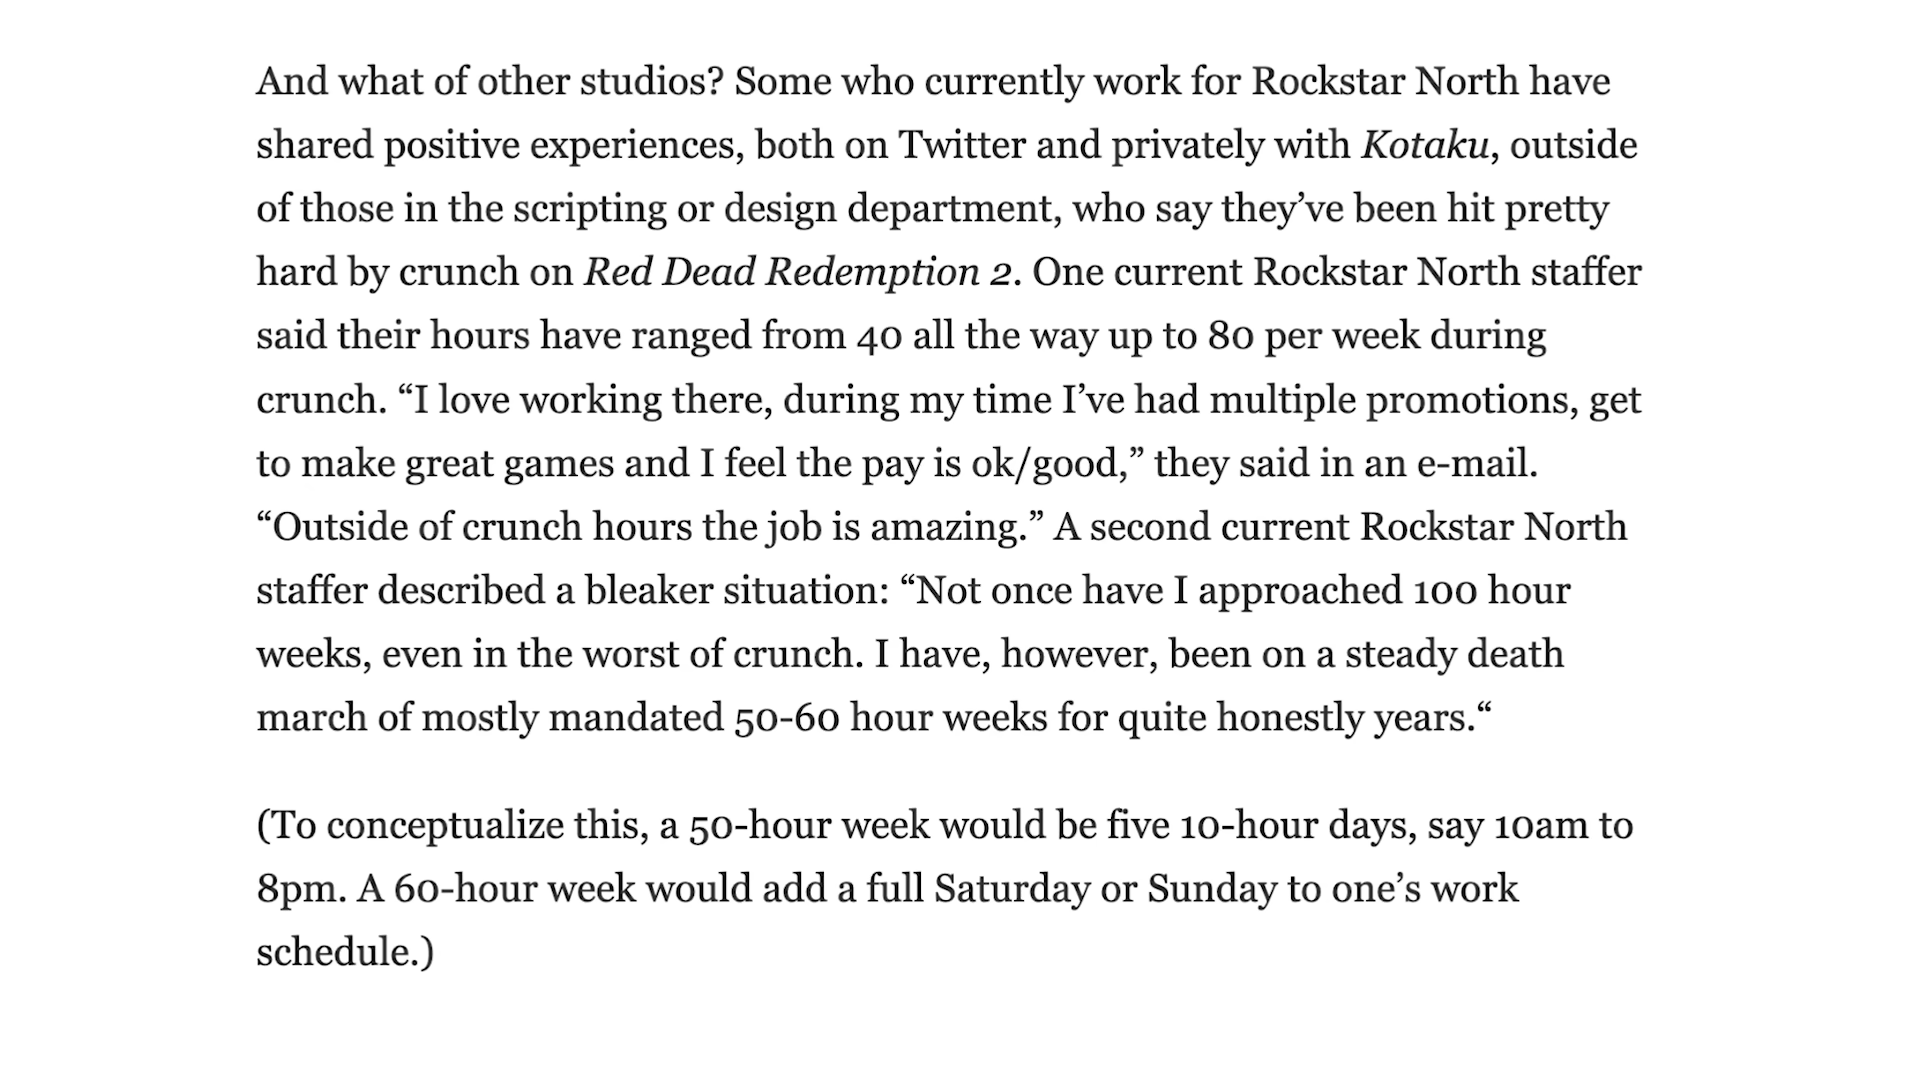 And what of other studios? Some who currently work for Rockstar North have
shared positive experiences, both on Twitter and privately with Kotaku, outside
of those in the scripting or design department, who say they’ve been hit pretty
hard by crunch on Red Dead Redemption 2. One current Rockstar North staffer
said their hours have ranged from 40 all the way up to 80 per week during
crunch. “I love working there, during my time I’ve had multiple promotions, get
to make great games and I feel the pay is ok/good,” they said in an e-mail.
“Outside of crunch hours the job is amazing.” A second current Rockstar North
staffer described a bleaker situation: “Not once have I approached 100 hour
weeks, even in the worst of crunch. I have, however, been on a steady death
march of mostly mandated 50-60 hour weeks for quite honestly years.“
(To conceptualize this, a 50-hour week would be five 10-hour days, say 10am to
8pm. A 60-hour week would add a full Saturday or Sunday to one’s work
schedule.)